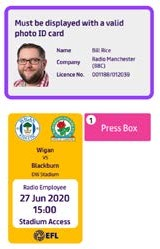 Must be displayed with a valid
photo ID card
Name Bill Rice
Company Radio Manchester
(BBC)
Licence No. 001188/012039
1
Press Box
Wigan
vs
Blackburn
DW Stadium
Radio Employee
27 Jun 2020
15:00
Stadium Access
EFL